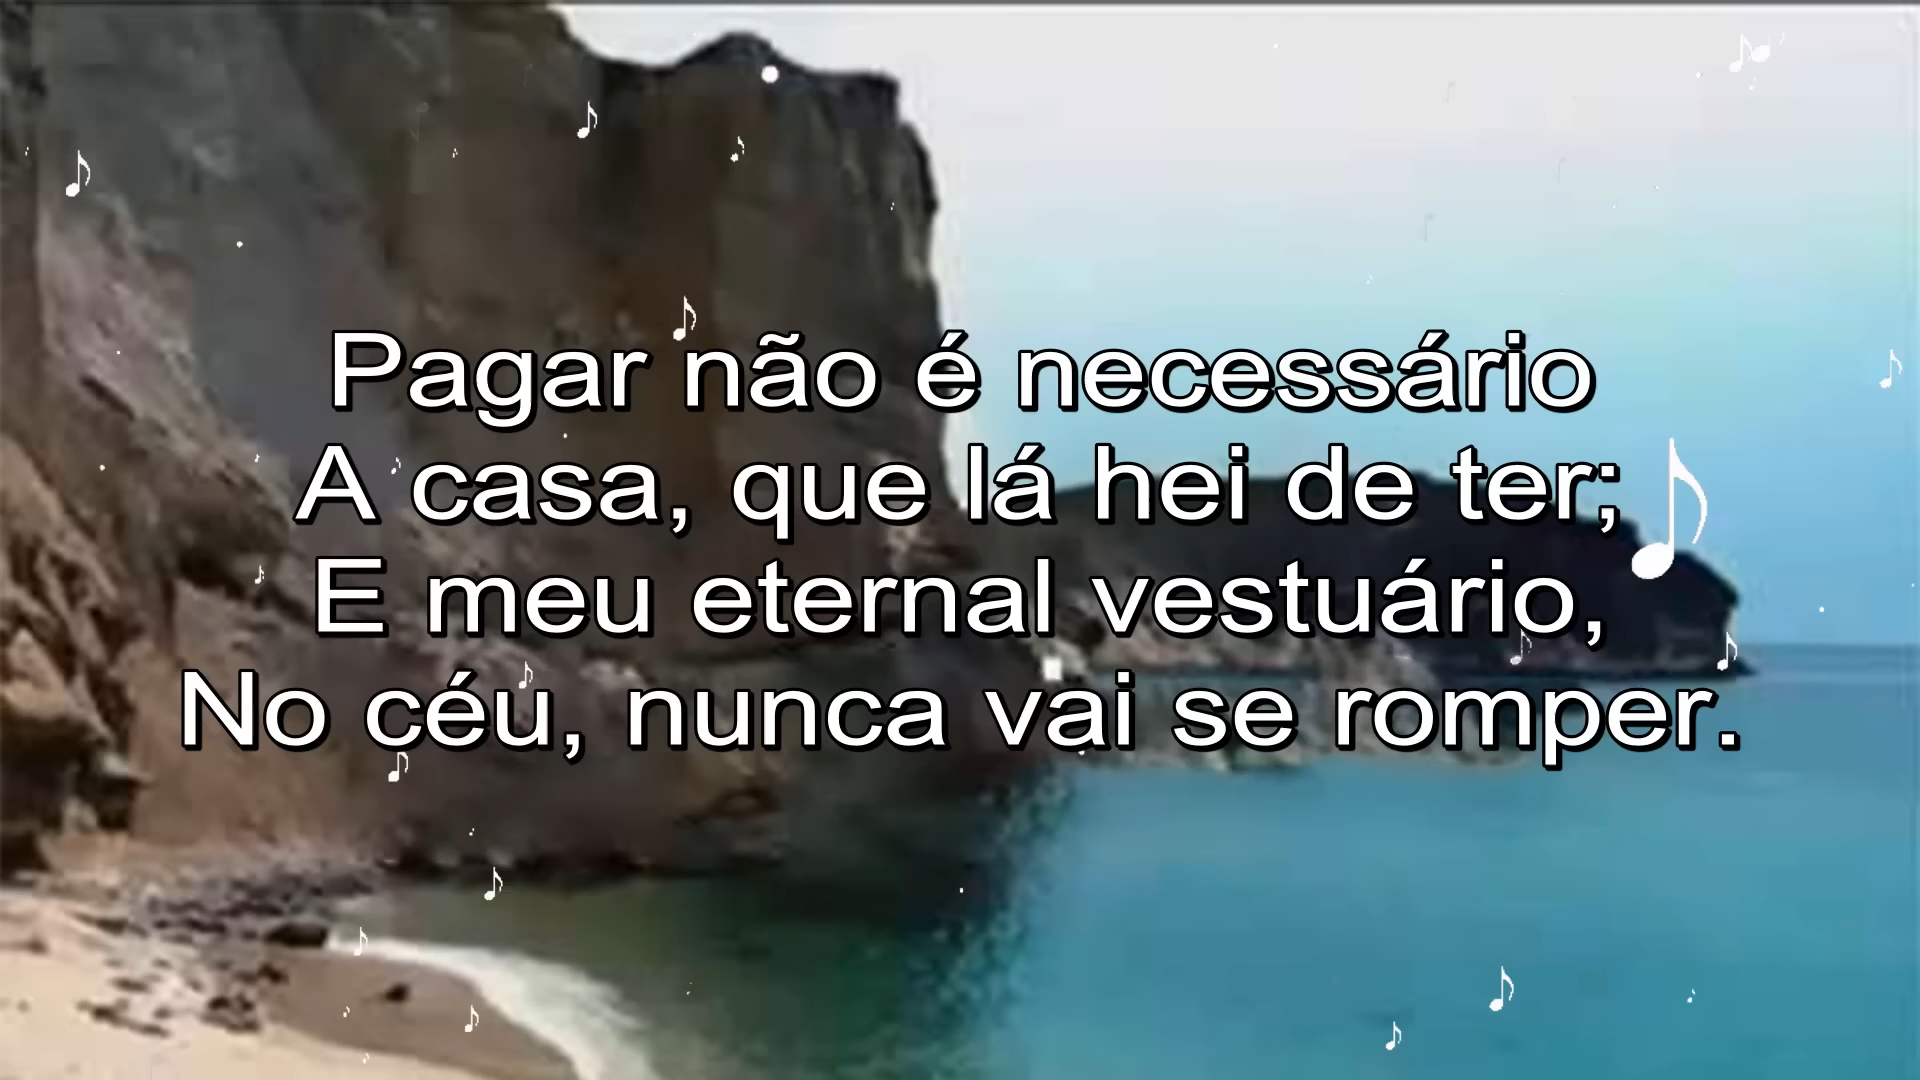 Pagar não é necessário
A casa, que lá hei de ter;
E meu eternal vestuário,
No céu, nunca vai se romper.